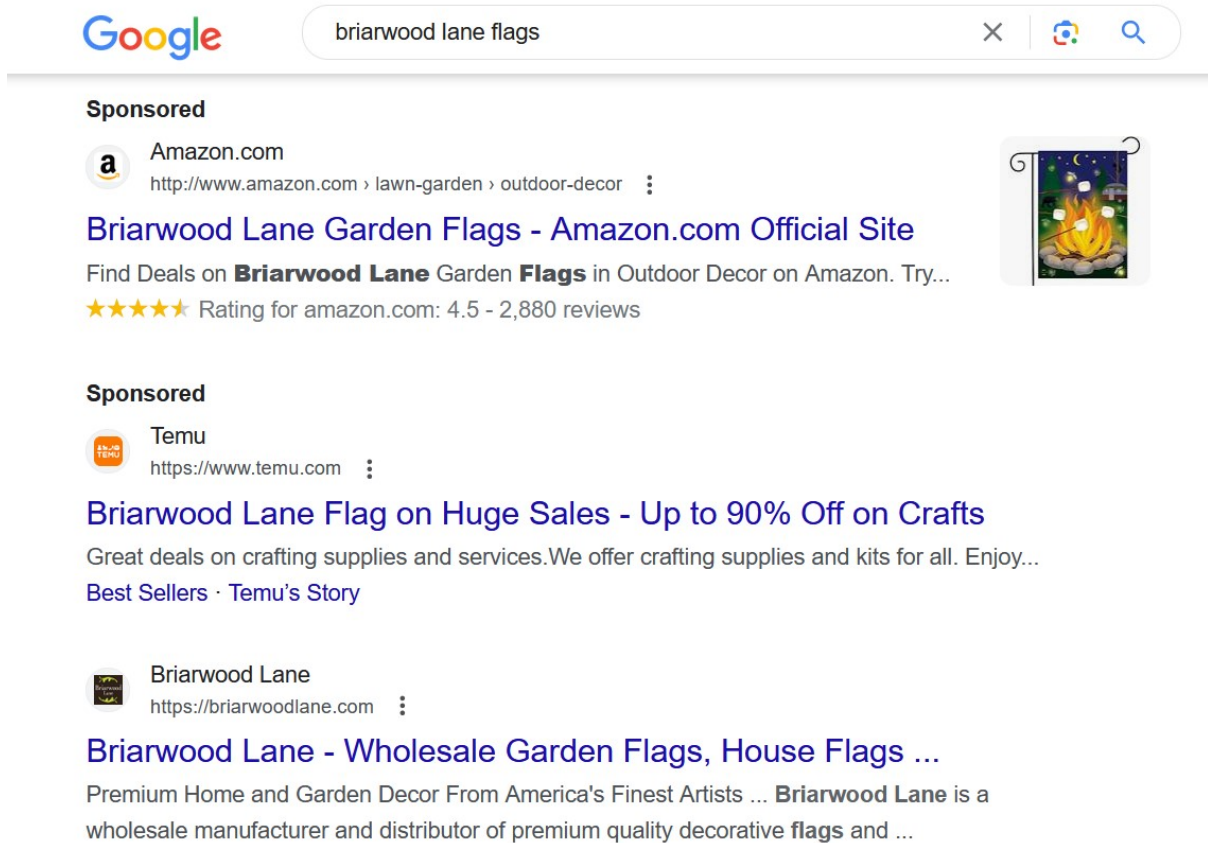 Google
briarwood lane flags
Sponsored
a
Amazon.com
http://www.amazon.com › lawn-garden › outdoor-decor
Briarwood Lane Garden Flags - Amazon.com Official Site
Find Deals on Briarwood Lane Garden Flags in Outdoor Decor on Amazon. Try...
Rating for amazon.com: 4.5 - 2,880 reviews
Sponsored
TEMU
Temu
https://www.temu.com
Briarwood Lane Flag on Huge Sales - Up to 90% Off on Crafts
Great deals on crafting supplies and services.We offer crafting supplies and kits for all. Enjoy...
Best Sellers · Temu's Story
Briarwood
Lane
Briarwood Lane
https://briarwoodlane.com
Briarwood Lane - Wholesale Garden Flags, House Flags ...
Premium Home and Garden Decor From America's Finest Artists ... Briarwood Lane is a
wholesale manufacturer and distributor of premium quality decorative flags and ...